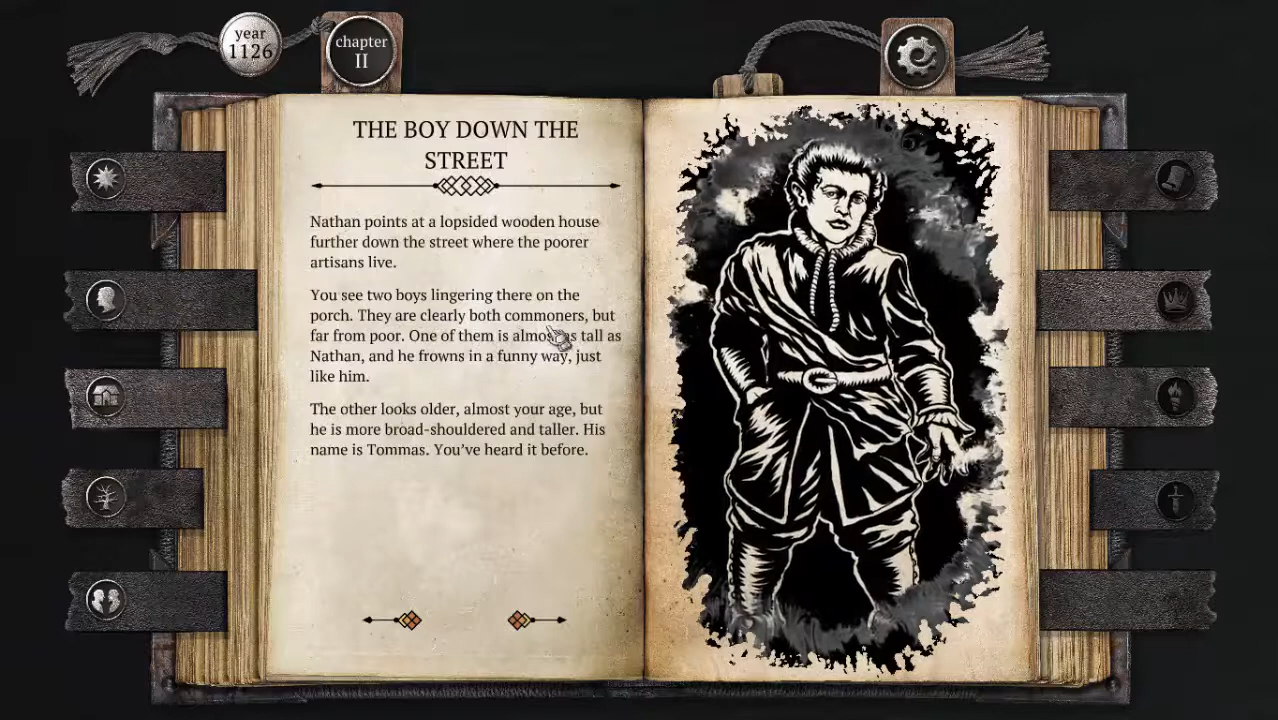 year
1126
chapter
II
THE BOY DOWN THE
STREET
Nathan points at a lopsided wooden house
further down the street where the poorer
artisans live.
You see two boys lingering there on the
porch. They are clearly both commoners, but
far from poor. One of them is almost as tall as
Nathan, and he frowns in a funny way, just
like him.
The other looks older, almost your age, but
he is more broad-shouldered and taller. His
name is Tommas. You've heard it before.